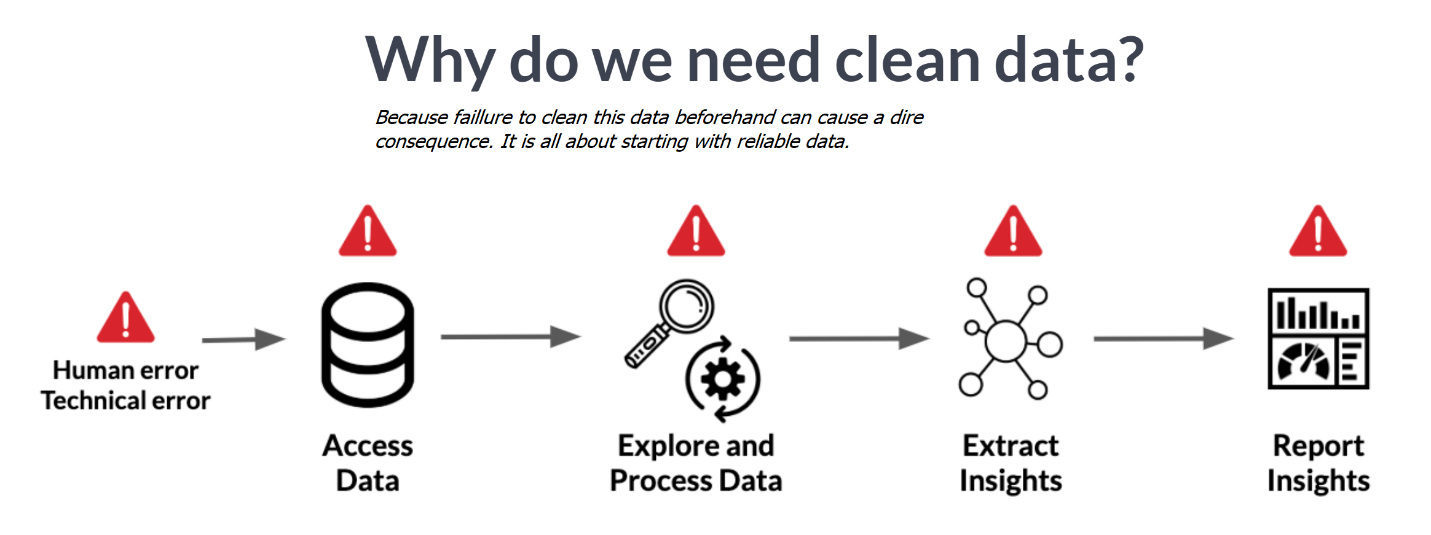 Why do we need clean data?
Because faillure to clean this data beforehand can cause a dire
consequence. It is all about starting with reliable data.
Human error
Technical error
Access
Data
Explore and
Process Data
Extract
Insights
Report
Insights